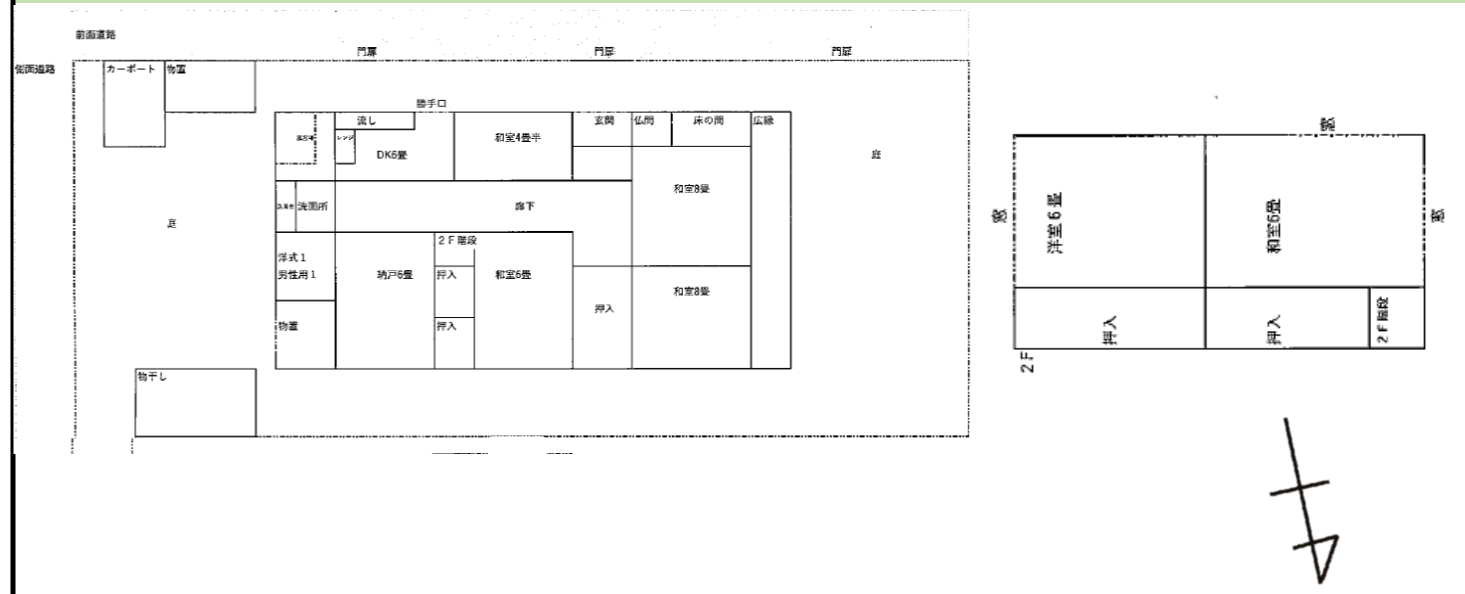 前面道路
側面道路
門扉
門扉
門扉
カーポート
物置
勝手口
流し
レンジ
DK6畳
和室4畳半
玄関
仏間
床の間
広縁
庭
和室8畳
洗面所
廊下
庭
洋式1
男性用1
納戸6畳
2F階段
押入
和室6畳
押入
押入
和室8畳
物置
物干し
窓
窓
窓
洋室6畳
和室6畳
押入
押入
2F階段
2F